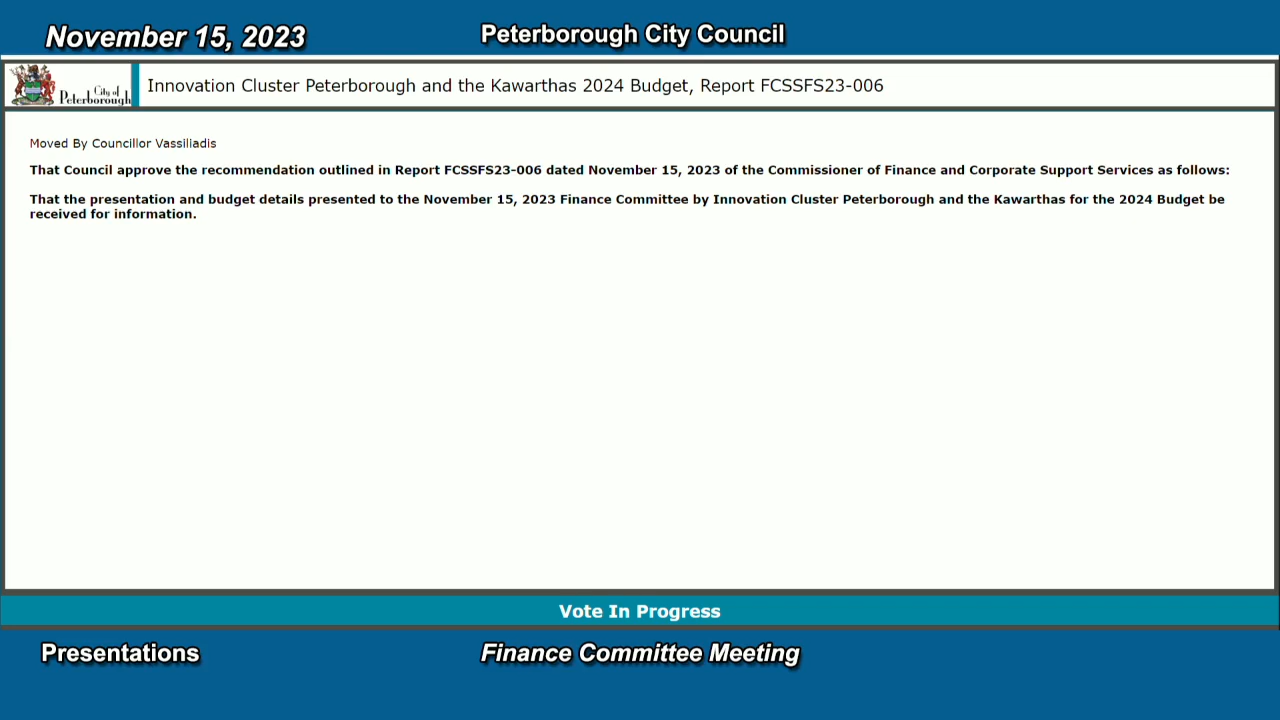 November 15, 2023
Peterborough City Council
City of
Peterborough
Innovation Cluster Peterborough and the Kawarthas 2024 Budget, Report FCSSFS23-006
Moved By Councillor Vassiliadis
That Council approve the recommendation outlined in Report FCSSFS23-006 dated November 15, 2023 of the Commissioner of Finance and Corporate Support Services as follows:
That the presentation and budget details presented to the November 15, 2023 Finance Committee by Innovation Cluster Peterborough and the Kawarthas for the 2024 Budget be
received for information.
Vote In Progress
Presentations
Finance Committee Meeting